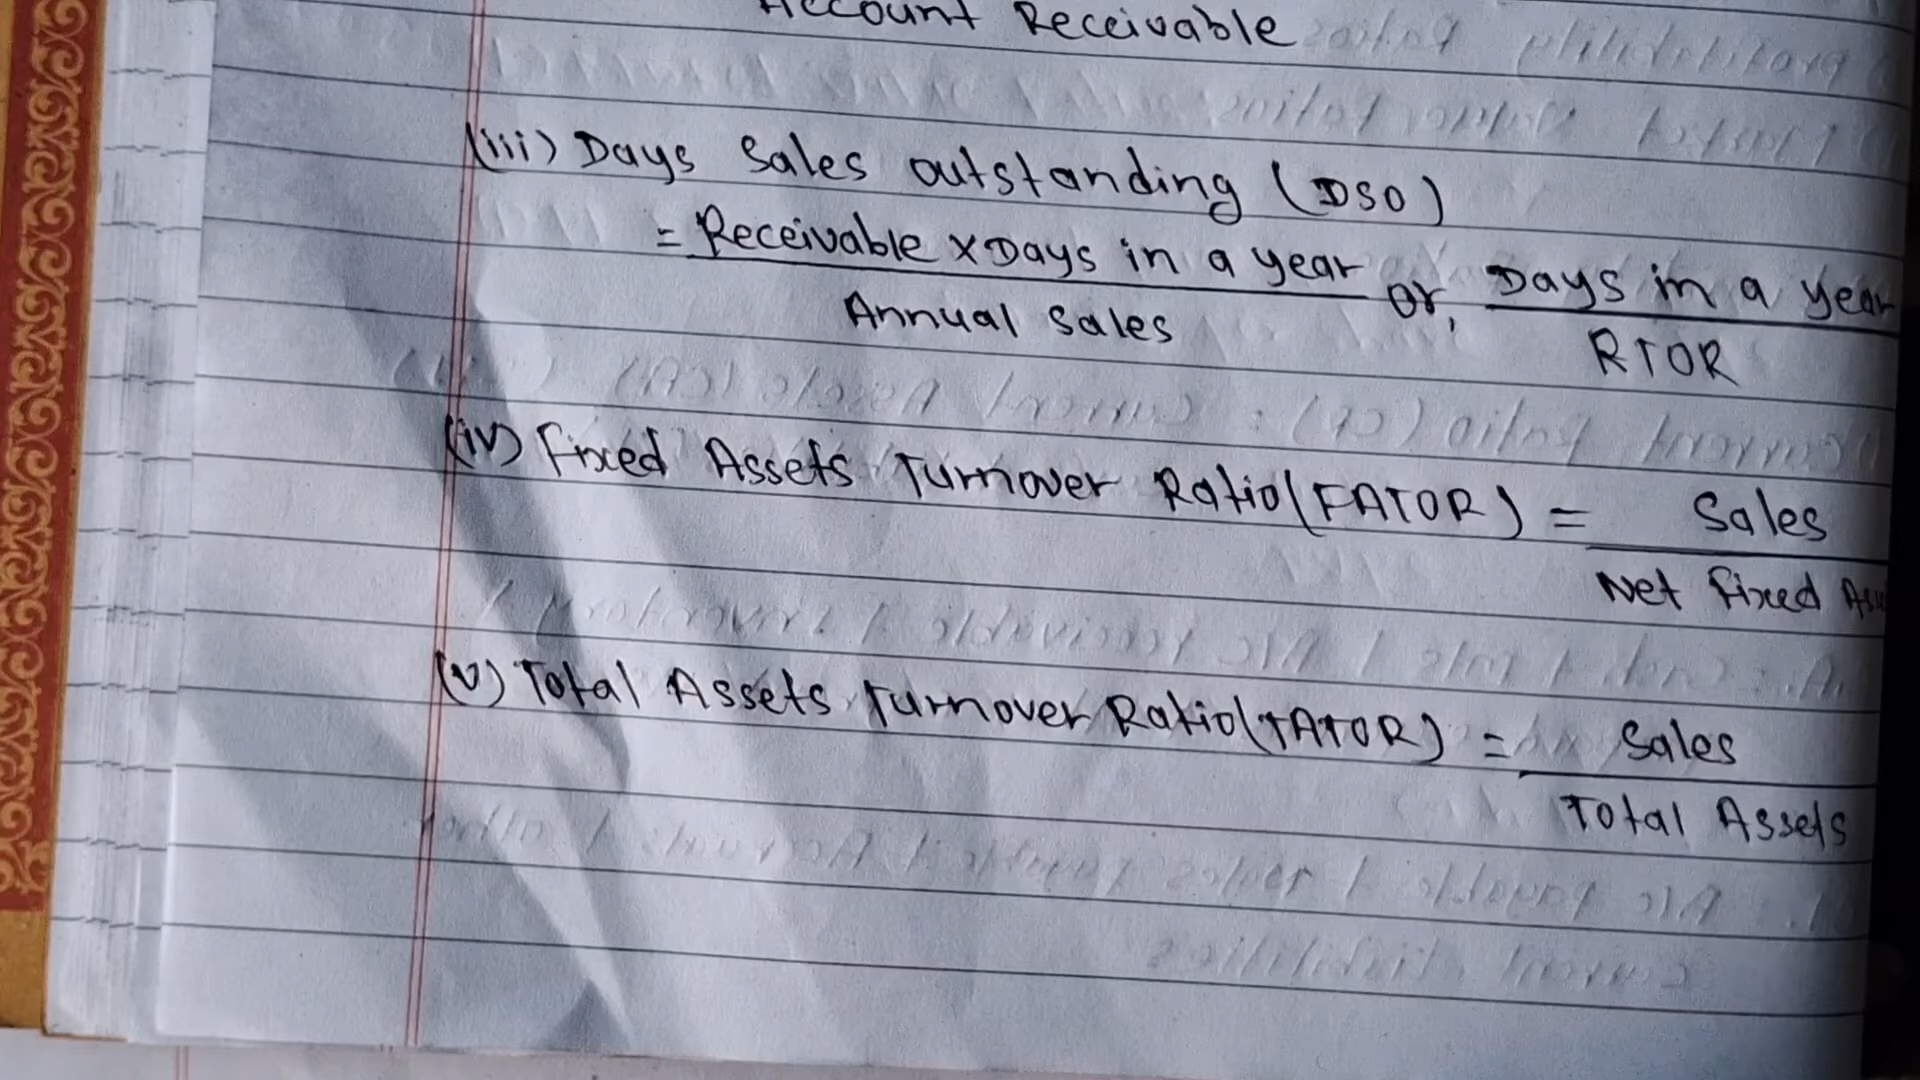 Account Receivable
(iii) Days Sales outstanding (DSO)
= Receivable X Days in a year or, Days in a year
Annual Sales RTOR
(iv) Fixed Assets Turnover Ratio (FATOR) = Sales
Net fixed
(v) Total Assets Turnover Ratio (TATOR) = Sales
Total Assets